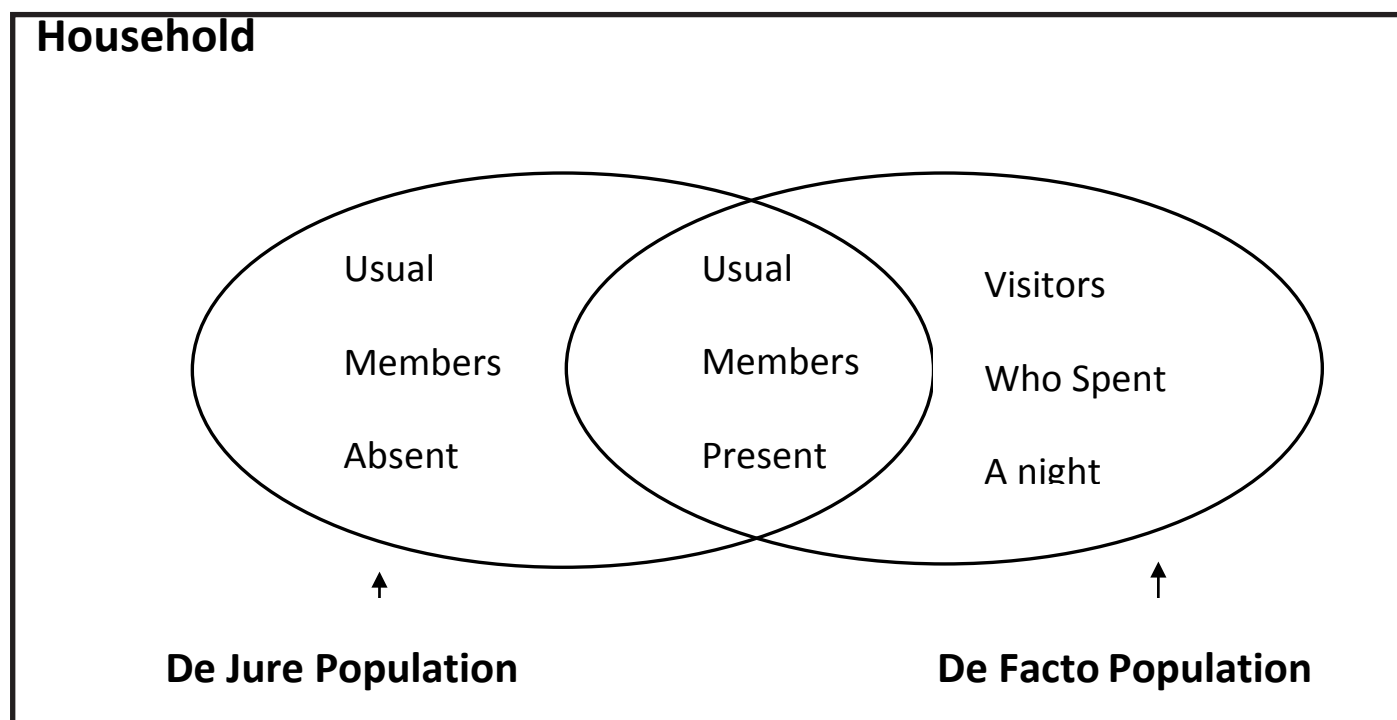 Household
Usual
Members
Absent
Usual
Members
Present
Visitors
Who Spent
A night
De Jure Population
De Facto Population